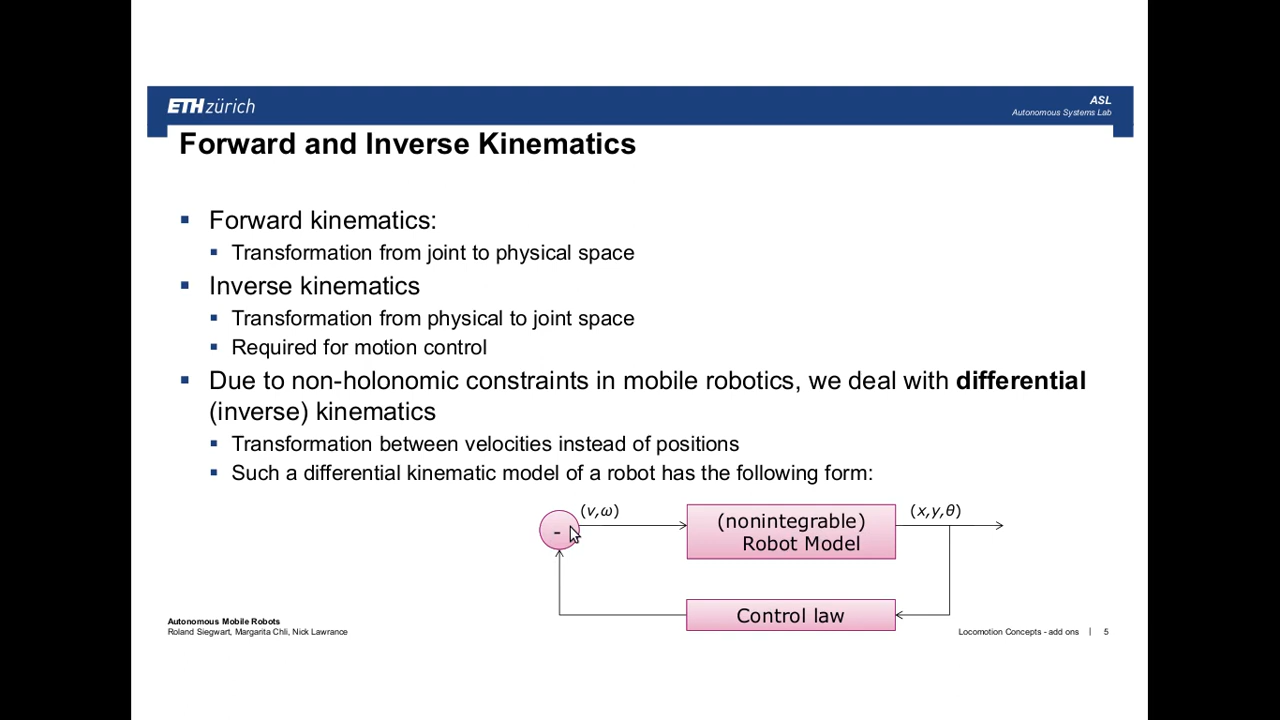 ETH zürich
ASL
Autonomous Systems Lab
Forward and Inverse Kinematics
Forward kinematics:
Transformation from joint to physical space
Inverse kinematics
Transformation from physical to joint space
Required for motion control
Due to non-holonomic constraints in mobile robotics, we deal with differential
(inverse) kinematics
Transformation between velocities instead of positions
Such a differential kinematic model of a robot has the following form:
(v,ω)
(x,y,θ)
-
(nonintegrable)
Robot Model
Control law
Autonomous Mobile Robots
Roland Siegwart, Margarita Chli, Nick Lawrance
Locomotion Concepts - add ons | 5